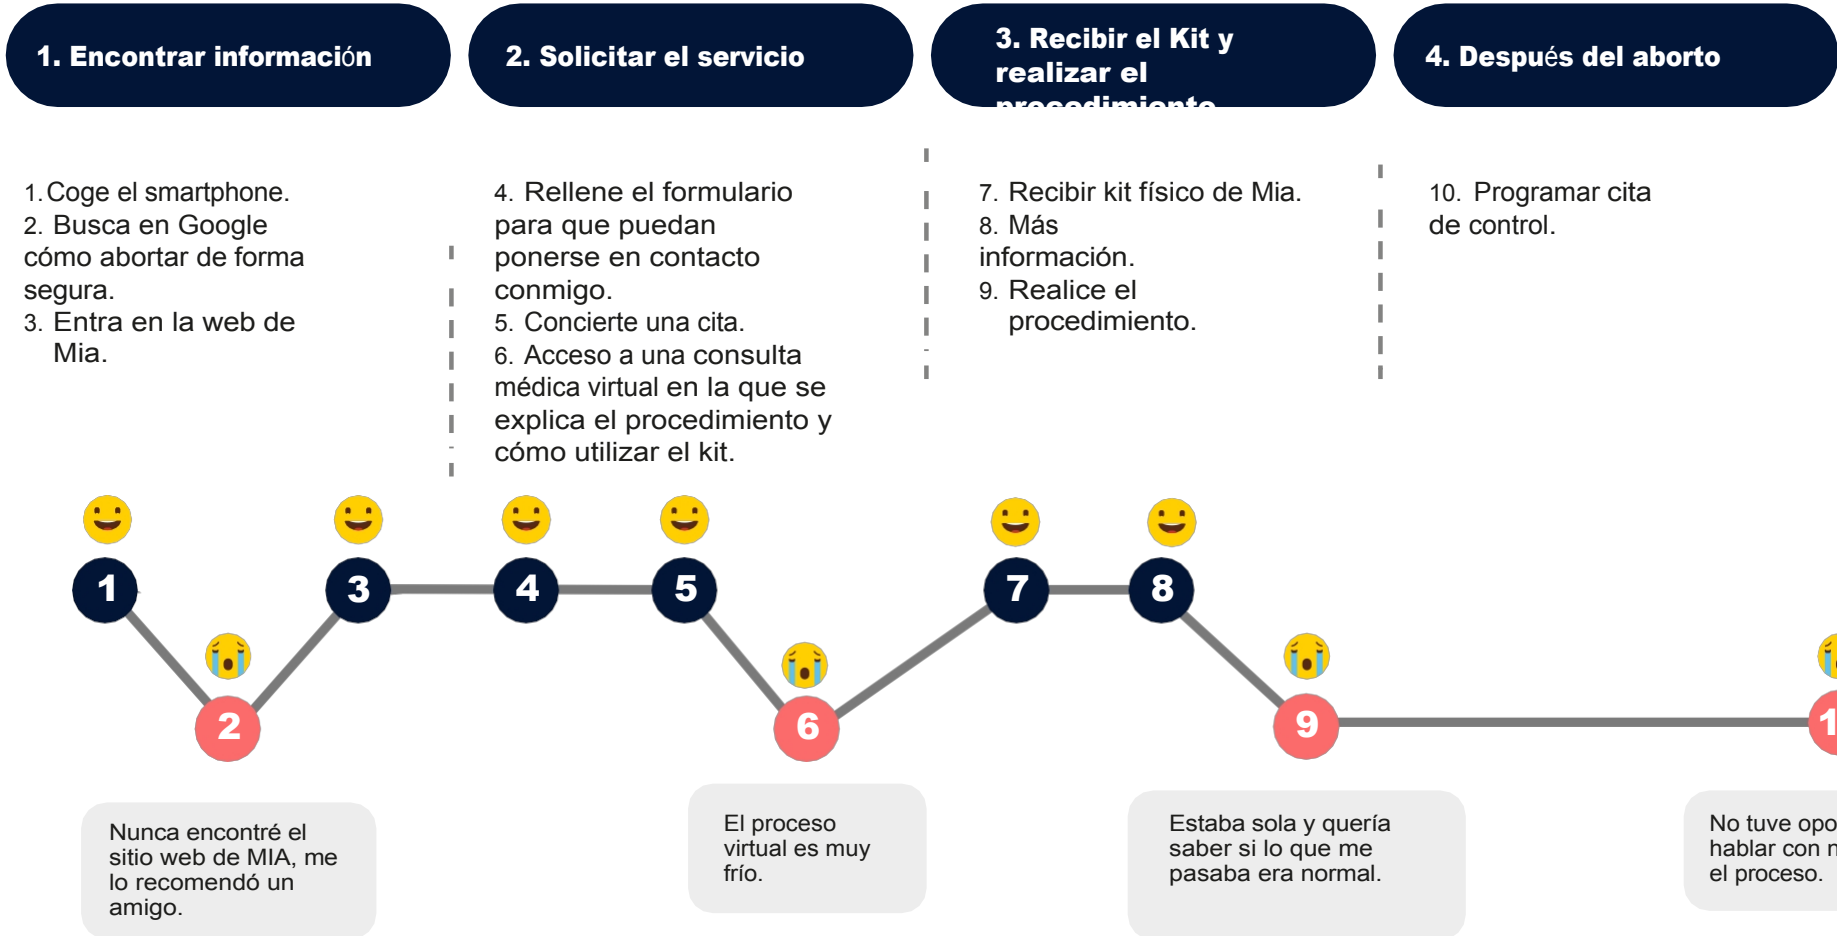 1. Encontrar información
2. Solicitar el servicio
3. Recibir el Kit y
realizar el
procedimiento
4. Después del aborto
1. Coge el smartphone.
2. Busca en Google
cómo abortar de forma
segura.
3. Entra en la web de
Mia.
4. Rellene el formulario
para que puedan
ponerse en contacto
conmigo.
5. Concierte una cita.
6. Acceso a una consulta
médica virtual en la que se
explica el procedimiento y
cómo utilizar el kit.
7. Recibir kit físico de Mia.
8. Más
información.
9. Realice el
procedimiento.
10. Programar cita
de control.
1
2
3
4
5
6
7
8
9
1
Nunca encontré el
sitio web de MIA, me
lo recomendó un
amigo.
El proceso
virtual es muy
frío.
Estaba sola y quería
saber si lo que me
pasaba era normal.
No tuve
hablar con
el proceso.